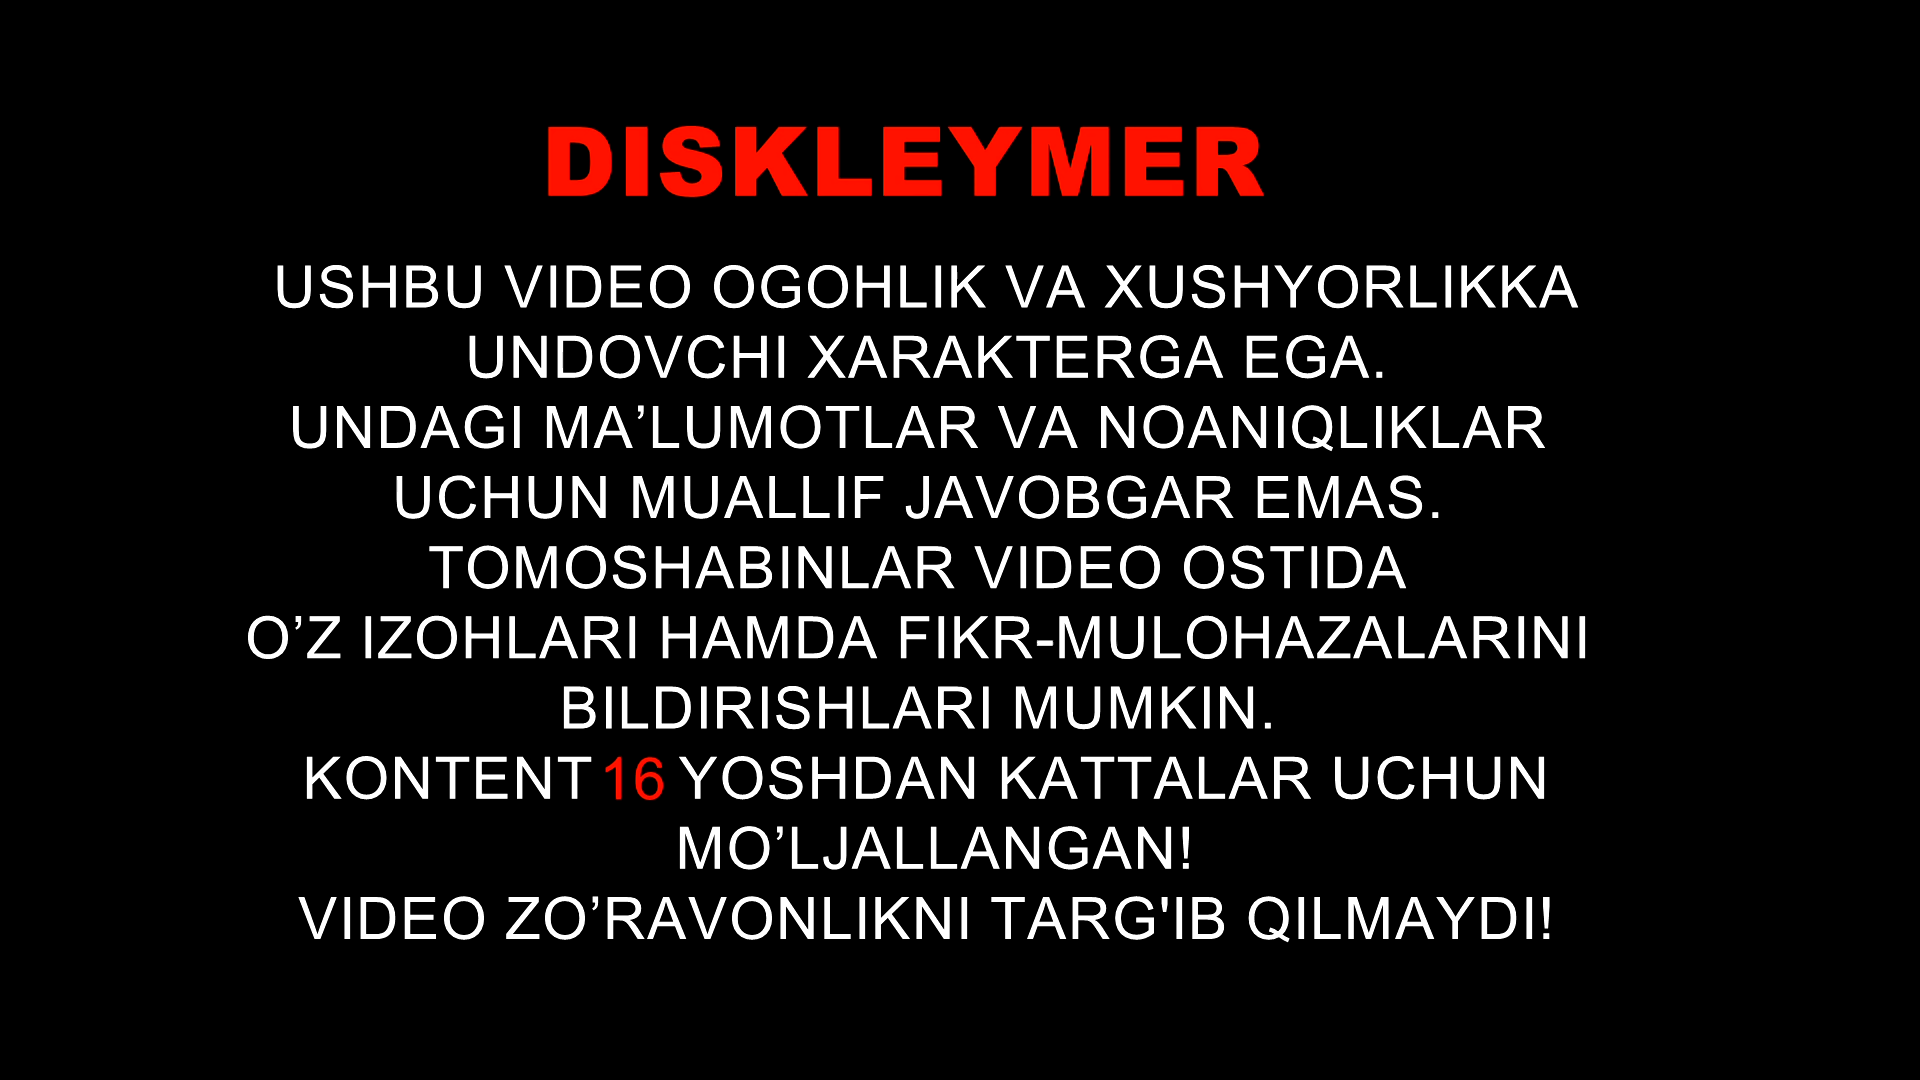 DISKLEYMER
USHBU VIDEO OGOHLIK VA XUSHYORLIKKA
UNDOVCHI XARAKTERGA EGA.
UNDAGI MA’LUMOTLAR VA NOANIQLIKLAR
UCHUN MUALLIF JAVOBGAR EMAS.
TOMOSHABINLAR VIDEO OSTIDA
O’Z IZOHLARI HAMDA FIKR-MULOHAZALARINI
BILDIRISHLARI MUMKIN.
KONTENT 16 YOSHDAN KATTALAR UCHUN
MO’LJALLANGAN!
VIDEO ZO’RAVONLIKNI TARG'IB QILMAYDI!